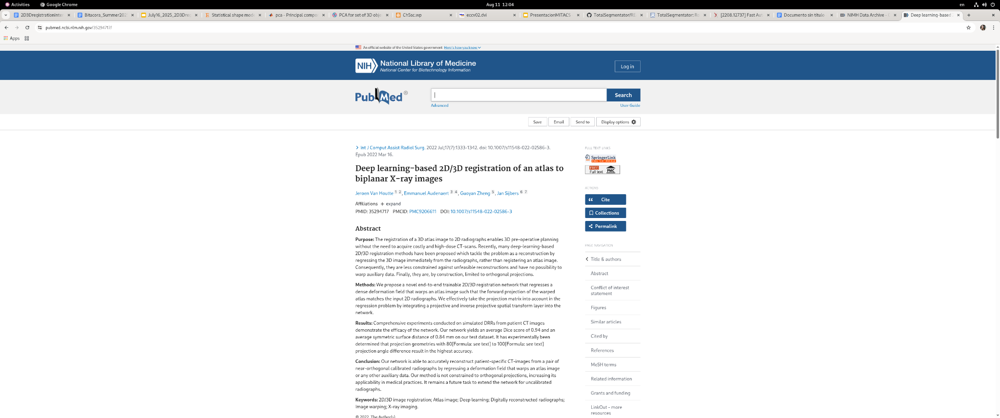 Activities Google Chrome Aug 11 12:04 en
2D3DregistrationInter Bitacora_Summer202 July16_2025_2D3Dreg Statistical shape mode pca - Principal compo PCA for set of 3D obje Ch5sc.wp eccv02.dvi PresentacionMITACS - TotalSegmentator/RE TotalSegmentator: Ro [2208.12737] Fast Aut Documento sin título NIMH Data Archive - Deep learning-based
pubmed.ncbi.nlm.nih.gov/35294717/
Apps
An official website of the United States government Here's how you know
NIH National Library of Medicine
National Center for Biotechnology Information
Log in
PubMed®
Search
Advanced
User Guide
Save Email Send to Display options
Int J Comput Assist Radiol Surg. 2022 Jul;17(7):1333-1342. doi: 10.1007/s11548-022-02586-3.
Epub 2022 Mar 16.
Deep learning-based 2D/3D registration of an atlas to
biplanar X-ray images
Jeroen Van Houtte 1 2, Emmanuel Audenaert 3 4, Guoyan Zheng 5, Jan Sijbers 6 7
Affiliations + expand
PMID: 35294717 PMCID: PMC9206611 DOI: 10.1007/s11548-022-02586-3
Abstract
Purpose: The registration of a 3D atlas image to 2D radiographs enables 3D pre-operative planning
without the need to acquire costly and high-dose CT-scans. Recently, many deep-learning-based
2D/3D registration methods have been proposed which tackle the problem as a reconstruction by
regressing the 3D image immediately from the radiographs, rather than registering an atlas image.
Consequently, they are less constrained against unfeasible reconstructions and have no possibility to
warp auxiliary data. Finally, they are, by construction, limited to orthogonal projections.
Methods: We propose a novel end-to-end trainable 2D/3D registration network that regresses a
dense deformation field that warps an atlas image such that the forward projection of the warped
atlas matches the input 2D radiographs. We effectively take the projection matrix into account in the
regression problem by integrating a projective and inverse projective spatial transform layer into the
network.
Results: Comprehensive experiments conducted on simulated DRRs from patient CT images
demonstrate the efficacy of the network. Our network yields an average Dice score of 0.94 and an
average symmetric surface distance of 0.84 mm on our test dataset. It has experimentally been
determined that projection geometries with 80[Formula: see text] to 100[Formula: see text]
projection angle difference result in the highest accuracy.
Conclusion: Our network is able to accurately reconstruct patient-specific CT-images from a pair of
near-orthogonal calibrated radiographs by regressing a deformation field that warps an atlas image
or any other auxiliary data. Our method is not constrained to orthogonal projections, increasing its
applicability in medical practices. It remains a future task to extend the network for uncalibrated
radiographs.
Keywords: 2D/3D image registration; Atlas image; Deep learning; Digitally reconstructed radiographs;
Image warping; X-ray imaging.
© 2022. The Author(s).
FULL TEXT LINKS
SpringerLink
FULL-TEXT ARTICLE
FREE
Full text PMC
ACTIONS
Cite
Collections
Permalink
PAGE NAVIGATION
Title & authors
Abstract
Conflict of interest
statement
Figures
Similar articles
Cited by
References
MeSH terms
Related information
Grants and funding
LinkOut - more
resources